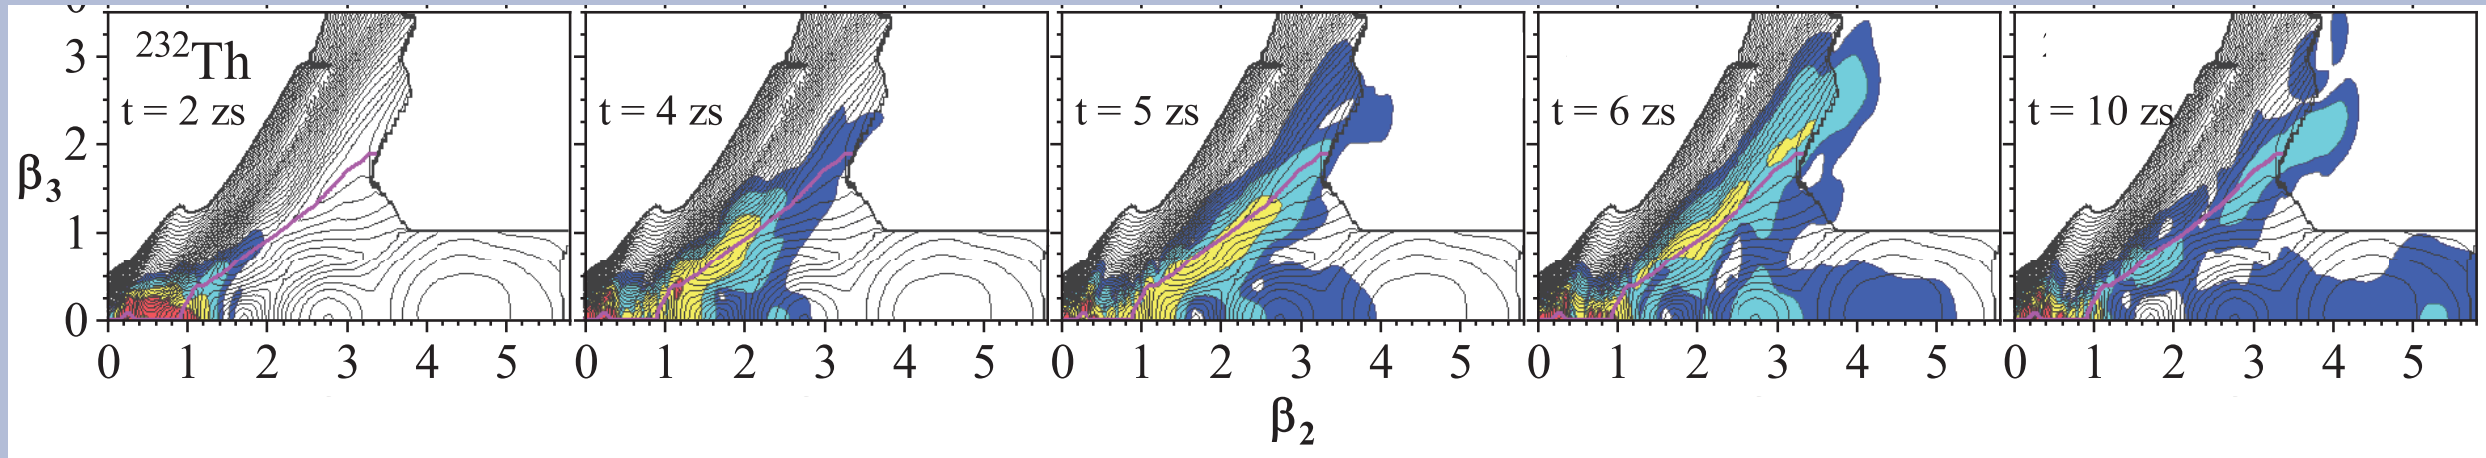 0
3
2
1
0
β₃
²³²Th
t = 2 zs
t = 4 zs
t = 5 zs
t = 6 zs
t = 10 zs
0 1 2 3 4 5
0 1 2 3 4 5
0 1 2 3 4 5
0 1 2 3 4 5
0 1 2 3 4 5
β₂